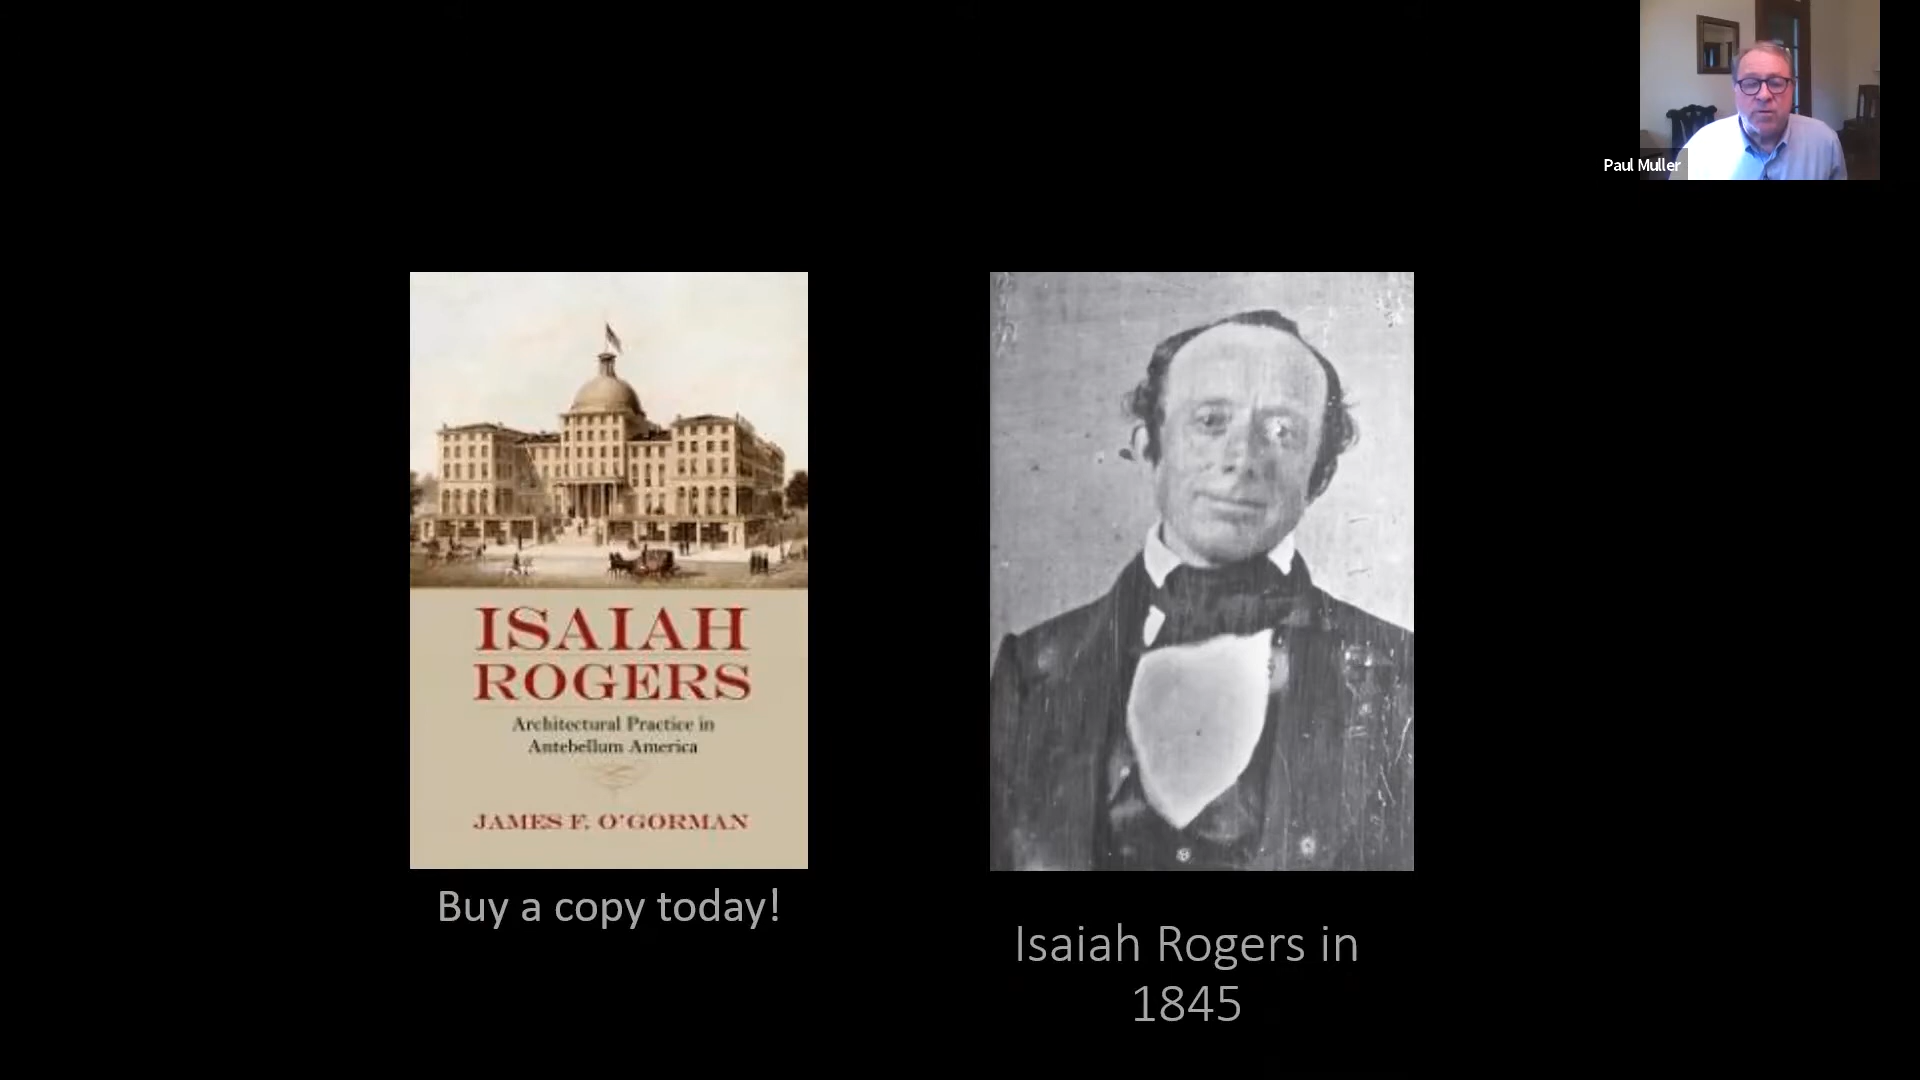 Paul Muller
ISAIAH
ROGERS
Architectural Practice in
Antebellum America
JAMES F. O'GORMAN
Buy a copy today!
Isaiah Rogers in
1845